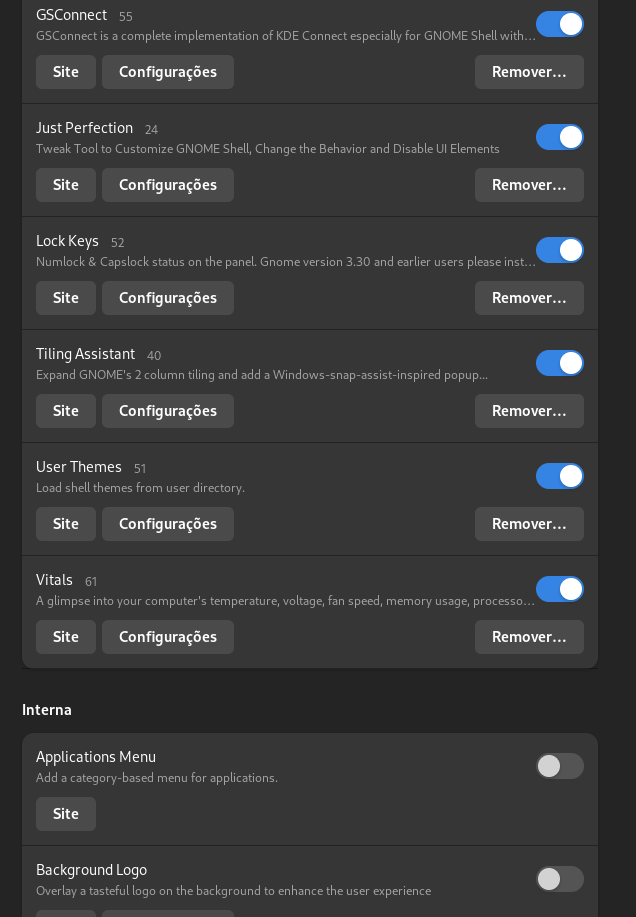 GSConnect 55
GSConnect is a complete implementation of KDE Connect especially for GNOME Shell with...
Site Configurações Remover...
Just Perfection 24
Tweak Tool to Customize GNOME Shell, Change the Behavior and Disable UI Elements
Site Configurações Remover...
Lock Keys 52
Numlock & Capslock status on the panel. Gnome version 3.30 and earlier users please inst...
Site Configurações Remover...
Tiling Assistant 40
Expand GNOME's 2 column tiling and add a Windows-snap-assist-inspired popup...
Site Configurações Remover...
User Themes 51
Load shell themes from user directory.
Site Configurações Remover...
Vitals 61
A glimpse into your computer's temperature, voltage, fan speed, memory usage, processo...
Site Configurações Remover...
Interna
Applications Menu
Add a category-based menu for applications.
Site
Background Logo
Overlay a tasteful logo on the background to enhance the user experience